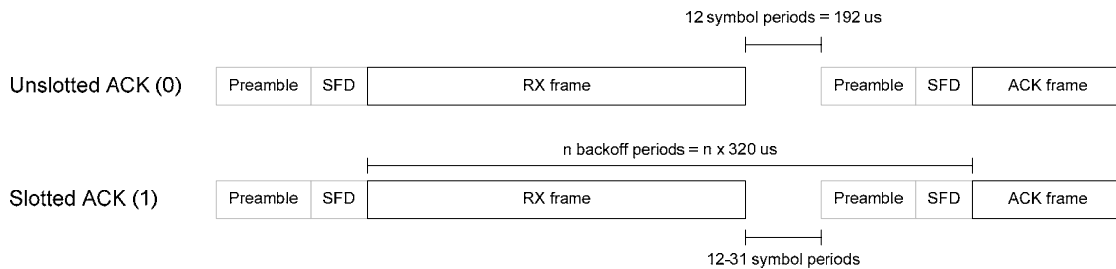 12 symbol periods = 192 us
Unslotted ACK (0) Preamble SFD RX frame Preamble SFD ACK frame
n backoff periods = n x 320 us
Slotted ACK (1) Preamble SFD RX frame Preamble SFD ACK frame
12-31 symbol periods